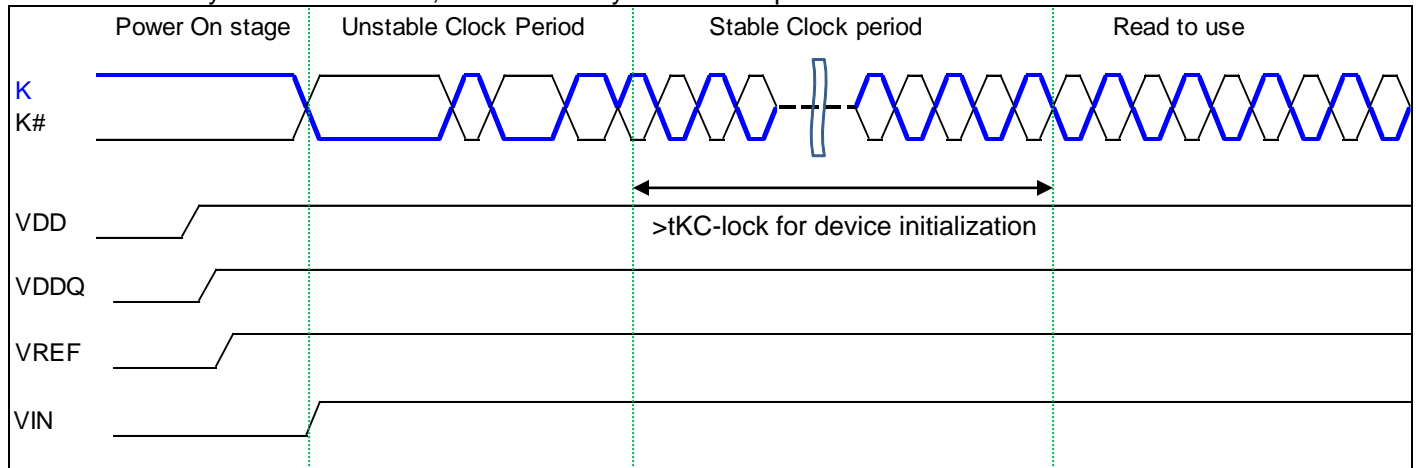 Power On stage Unstable Clock Period Stable Clock period Read to use
K
K#
VDD
>tKC-lock for device initialization
VDDQ
VREF
VIN